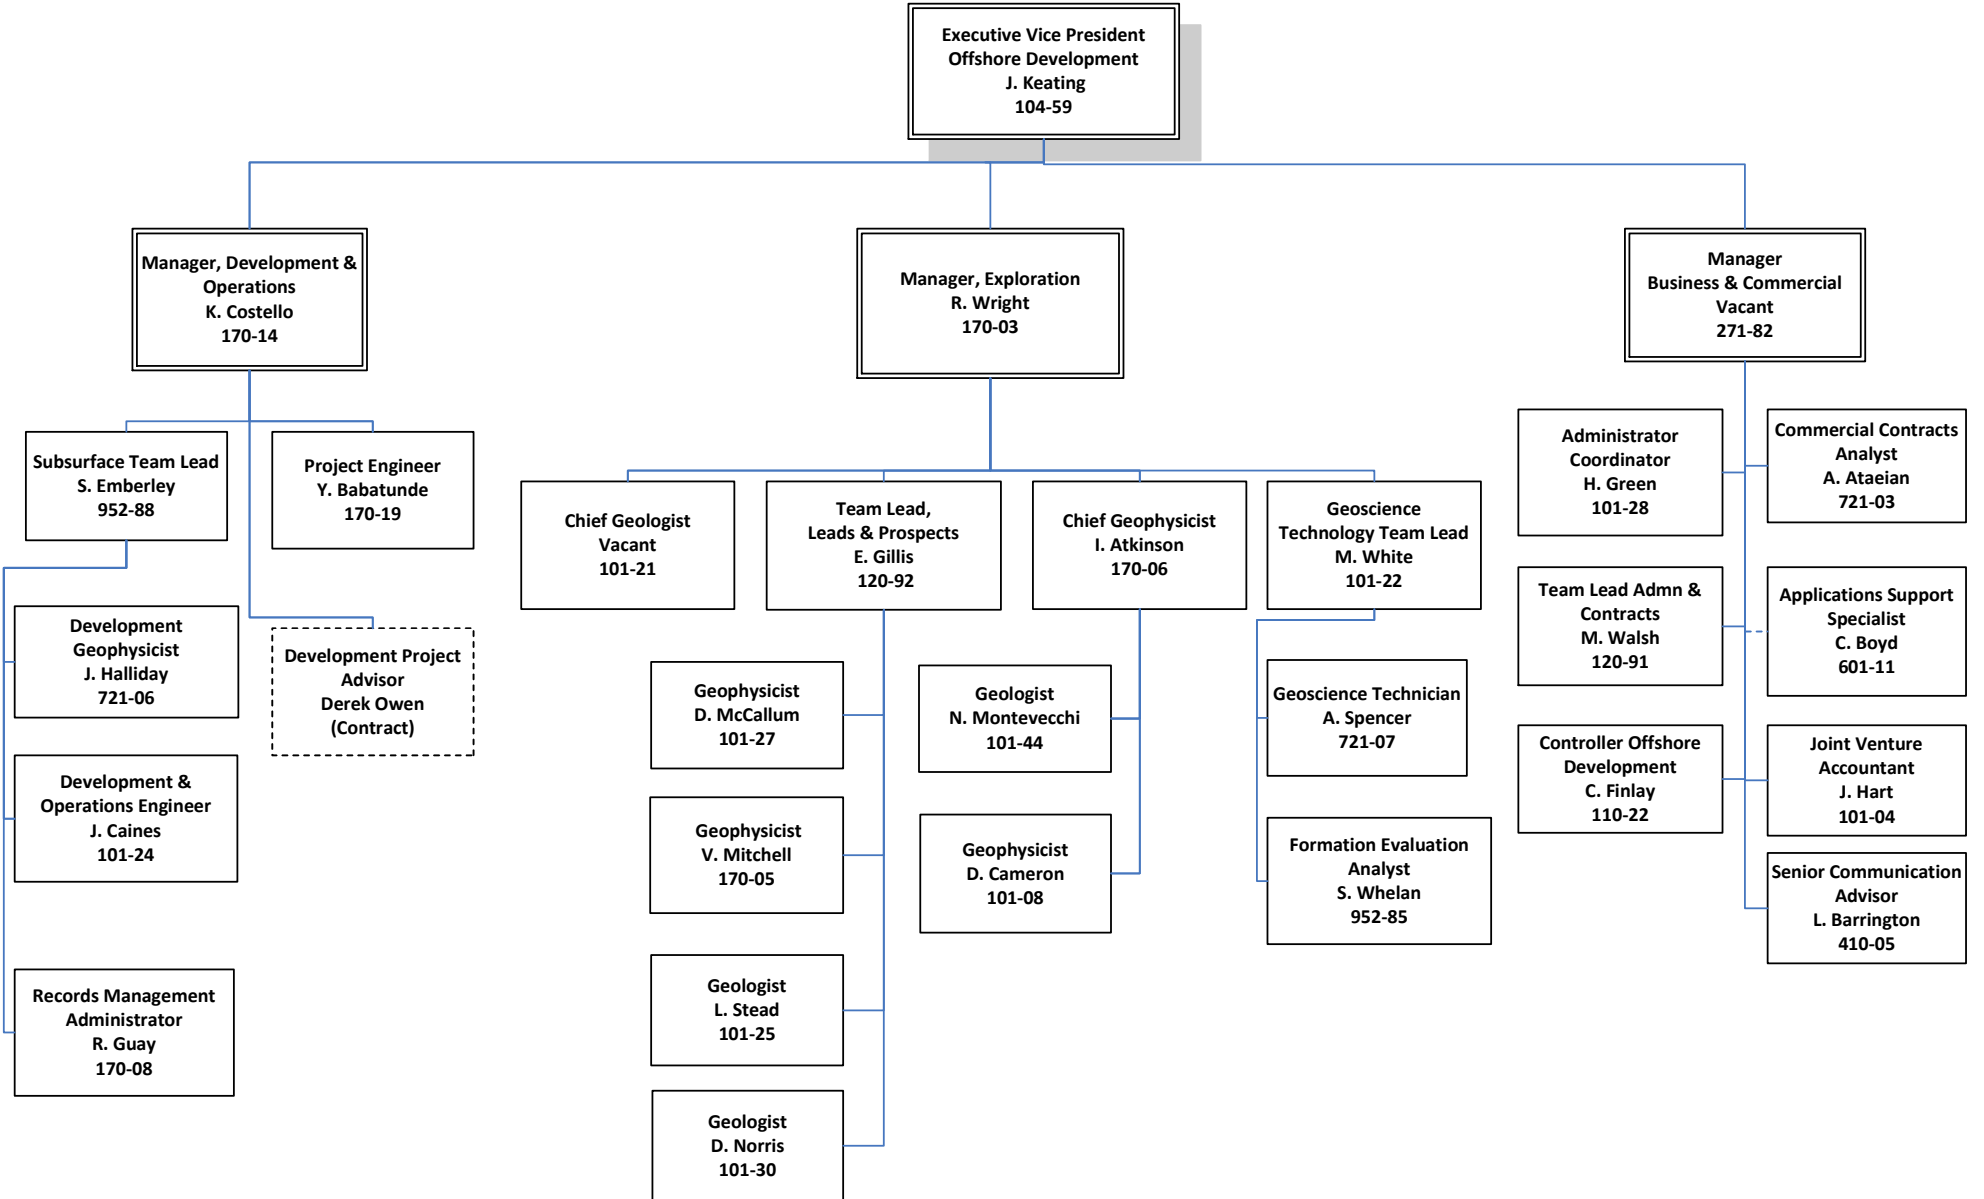 Executive Vice President
Offshore Development
J. Keating
104-59
Manager, Development &
Operations
K. Costello
170-14
Manager, Exploration
R. Wright
170-03
Manager
Business & Commercial
Vacant
271-82
Subsurface Team Lead
S. Emberley
952-88
Project Engineer
Y. Babatunde
170-19
Development
Geophysicist
J. Halliday
721-06
Development Project
Advisor
Derek Owen
(Contract)
Development &
Operations Engineer
J. Caines
101-24
Records Management
Administrator
R. Guay
170-08
Chief Geologist
Vacant
101-21
Team Lead,
Leads & Prospects
E. Gillis
120-92
Chief Geophysicist
I. Atkinson
170-06
Geoscience
Technology Team Lead
M. White
101-22
Geophysicist
D. McCallum
101-27
Geophysicist
V. Mitchell
170-05
Geologist
L. Stead
101-25
Geologist
D. Norris
101-30
Geologist
N. Montevecchi
101-44
Geophysicist
D. Cameron
101-08
Geoscience Technician
A. Spencer
721-07
Formation Evaluation
Analyst
S. Whelan
952-85
Administrator
Coordinator
H. Green
101-28
Commercial Contracts
Analyst
A. Ataeian
721-03
Team Lead Admn &
Contracts
M. Walsh
120-91
Applications Support
Specialist
C. Boyd
601-11
Controller Offshore
Development
C. Finlay
110-22
Joint Venture
Accountant
J. Hart
101-04
Senior Communication
Advisor
L. Barrington
410-05